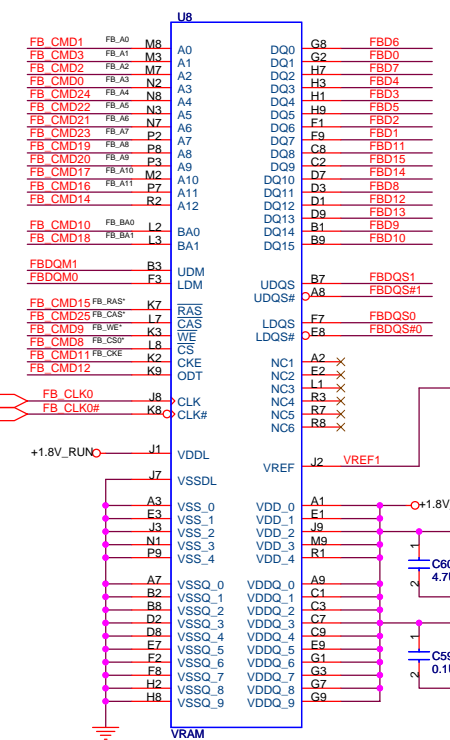 U8
FB_CMD1 FB_A0 M8 A0 DQ0 G8 FBD6
FB_CMD3 FB_A1 M3 A1 DQ1 G2 FBD0
FB_CMD2 FB_A2 M7 A2 DQ2 H7 FBD7
FB_CMD0 FB_A3 N2 A3 DQ3 H3 FBD4
FB_CMD24 FB_A4 N8 A4 DQ4 H1 FBD3
FB_CMD22 FB_A5 N3 A5 DQ5 H9 FBD5
FB_CMD21 FB_A6 N7 A6 DQ6 F1 FBD2
FB_CMD23 FB_A7 P2 A7 DQ7 F9 FBD1
FB_CMD19 FB_A8 P8 A8 DQ8 C8 FBD11
FB_CMD20 FB_A9 P3 A9 DQ9 C2 FBD15
FB_CMD17 FB_A10 M2 A10 DQ10 D7 FBD14
FB_CMD16 FB_A11 P7 A11 DQ11 D3 FBD8
FB_CMD14 R2 A12 DQ12 D1 FBD12
DQ13 D9 FBD13
FB_CMD10 FB_BA0 L2 BA0 DQ14 B1 FBD9
FB_CMD18 FB_BA1 L3 BA1 DQ15 B9 FBD10
FBDQM1 B3 UDM UDQS B7 FBDQS1
FBDQM0 F3 LDM UDQS# A8 FBDQS#1
FB_CMD15 FB_RAS* K7 RAS LDQS F7 FBDQS0
FB_CMD25 FB_CAS* L7 CAS LDQS# E8 FBDQS#0
FB_CMD9 FB_WE* K3 WE
FB_CMD8 FB_CS0* L8 CS
FB_CMD11 FB_CKE K2 CKE NC1 A2
FB_CMD12 K9 ODT NC2 E2
FB_CLK0 J8 CLK NC3 L1
FB_CLK0# K8 CLK# NC4 R3
NC5 R7
NC6 R8
+1.8V_RUN J1 VDDL
J7 VSSDL VREF J2 VREF1
A3 VSS_0 VDD_0 A1 +1.8V
E3 VSS_1 VDD_1 E1
J3 VSS_2 VDD_2 J9
N1 VSS_3 VDD_3 M9
P9 VSS_4 VDD_4 R1
1 2 C60
4.7U
A7 VSSQ_0 VDDQ_0 A9
B2 VSSQ_1 VDDQ_1 C1
B8 VSSQ_2 VDDQ_2 C3
D2 VSSQ_3 VDDQ_3 C7
D8 VSSQ_4 VDDQ_4 C9
E7 VSSQ_5 VDDQ_5 E9
F2 VSSQ_6 VDDQ_6 G1
F8 VSSQ_7 VDDQ_7 G3
H2 VSSQ_8 VDDQ_8 G7
H8 VSSQ_9 VDDQ_9 G9
1 2 C59
0.1U
VRAM